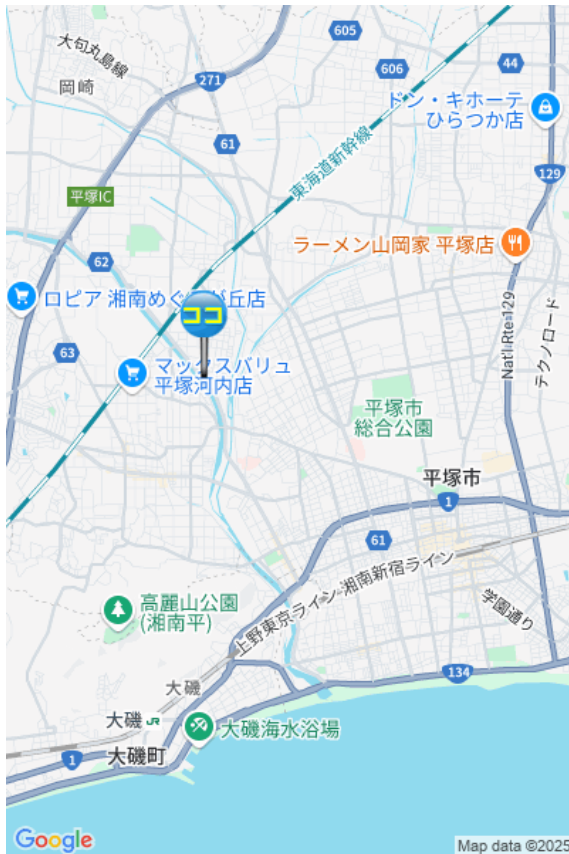 605
大句丸島線
606
44
岡崎
271
ドン・キホーテ
ひらつか店
61
東海道新幹線
129
平塚IC
ラーメン山岡家 平塚店
62
ロピア 湘南めぐ
が丘店
ココ
Nat'l Rte 129
テクノロード
63
マックスバリュ
平塚河内店
平塚市
総合公園
平塚市
1
61
上野東京ライン 湘南新宿ライン
高麗山公園
(湘南平)
学園通り
134
大磯
大磯 JR
大磯海水浴場
1
大磯町
Google
Map data ©2025